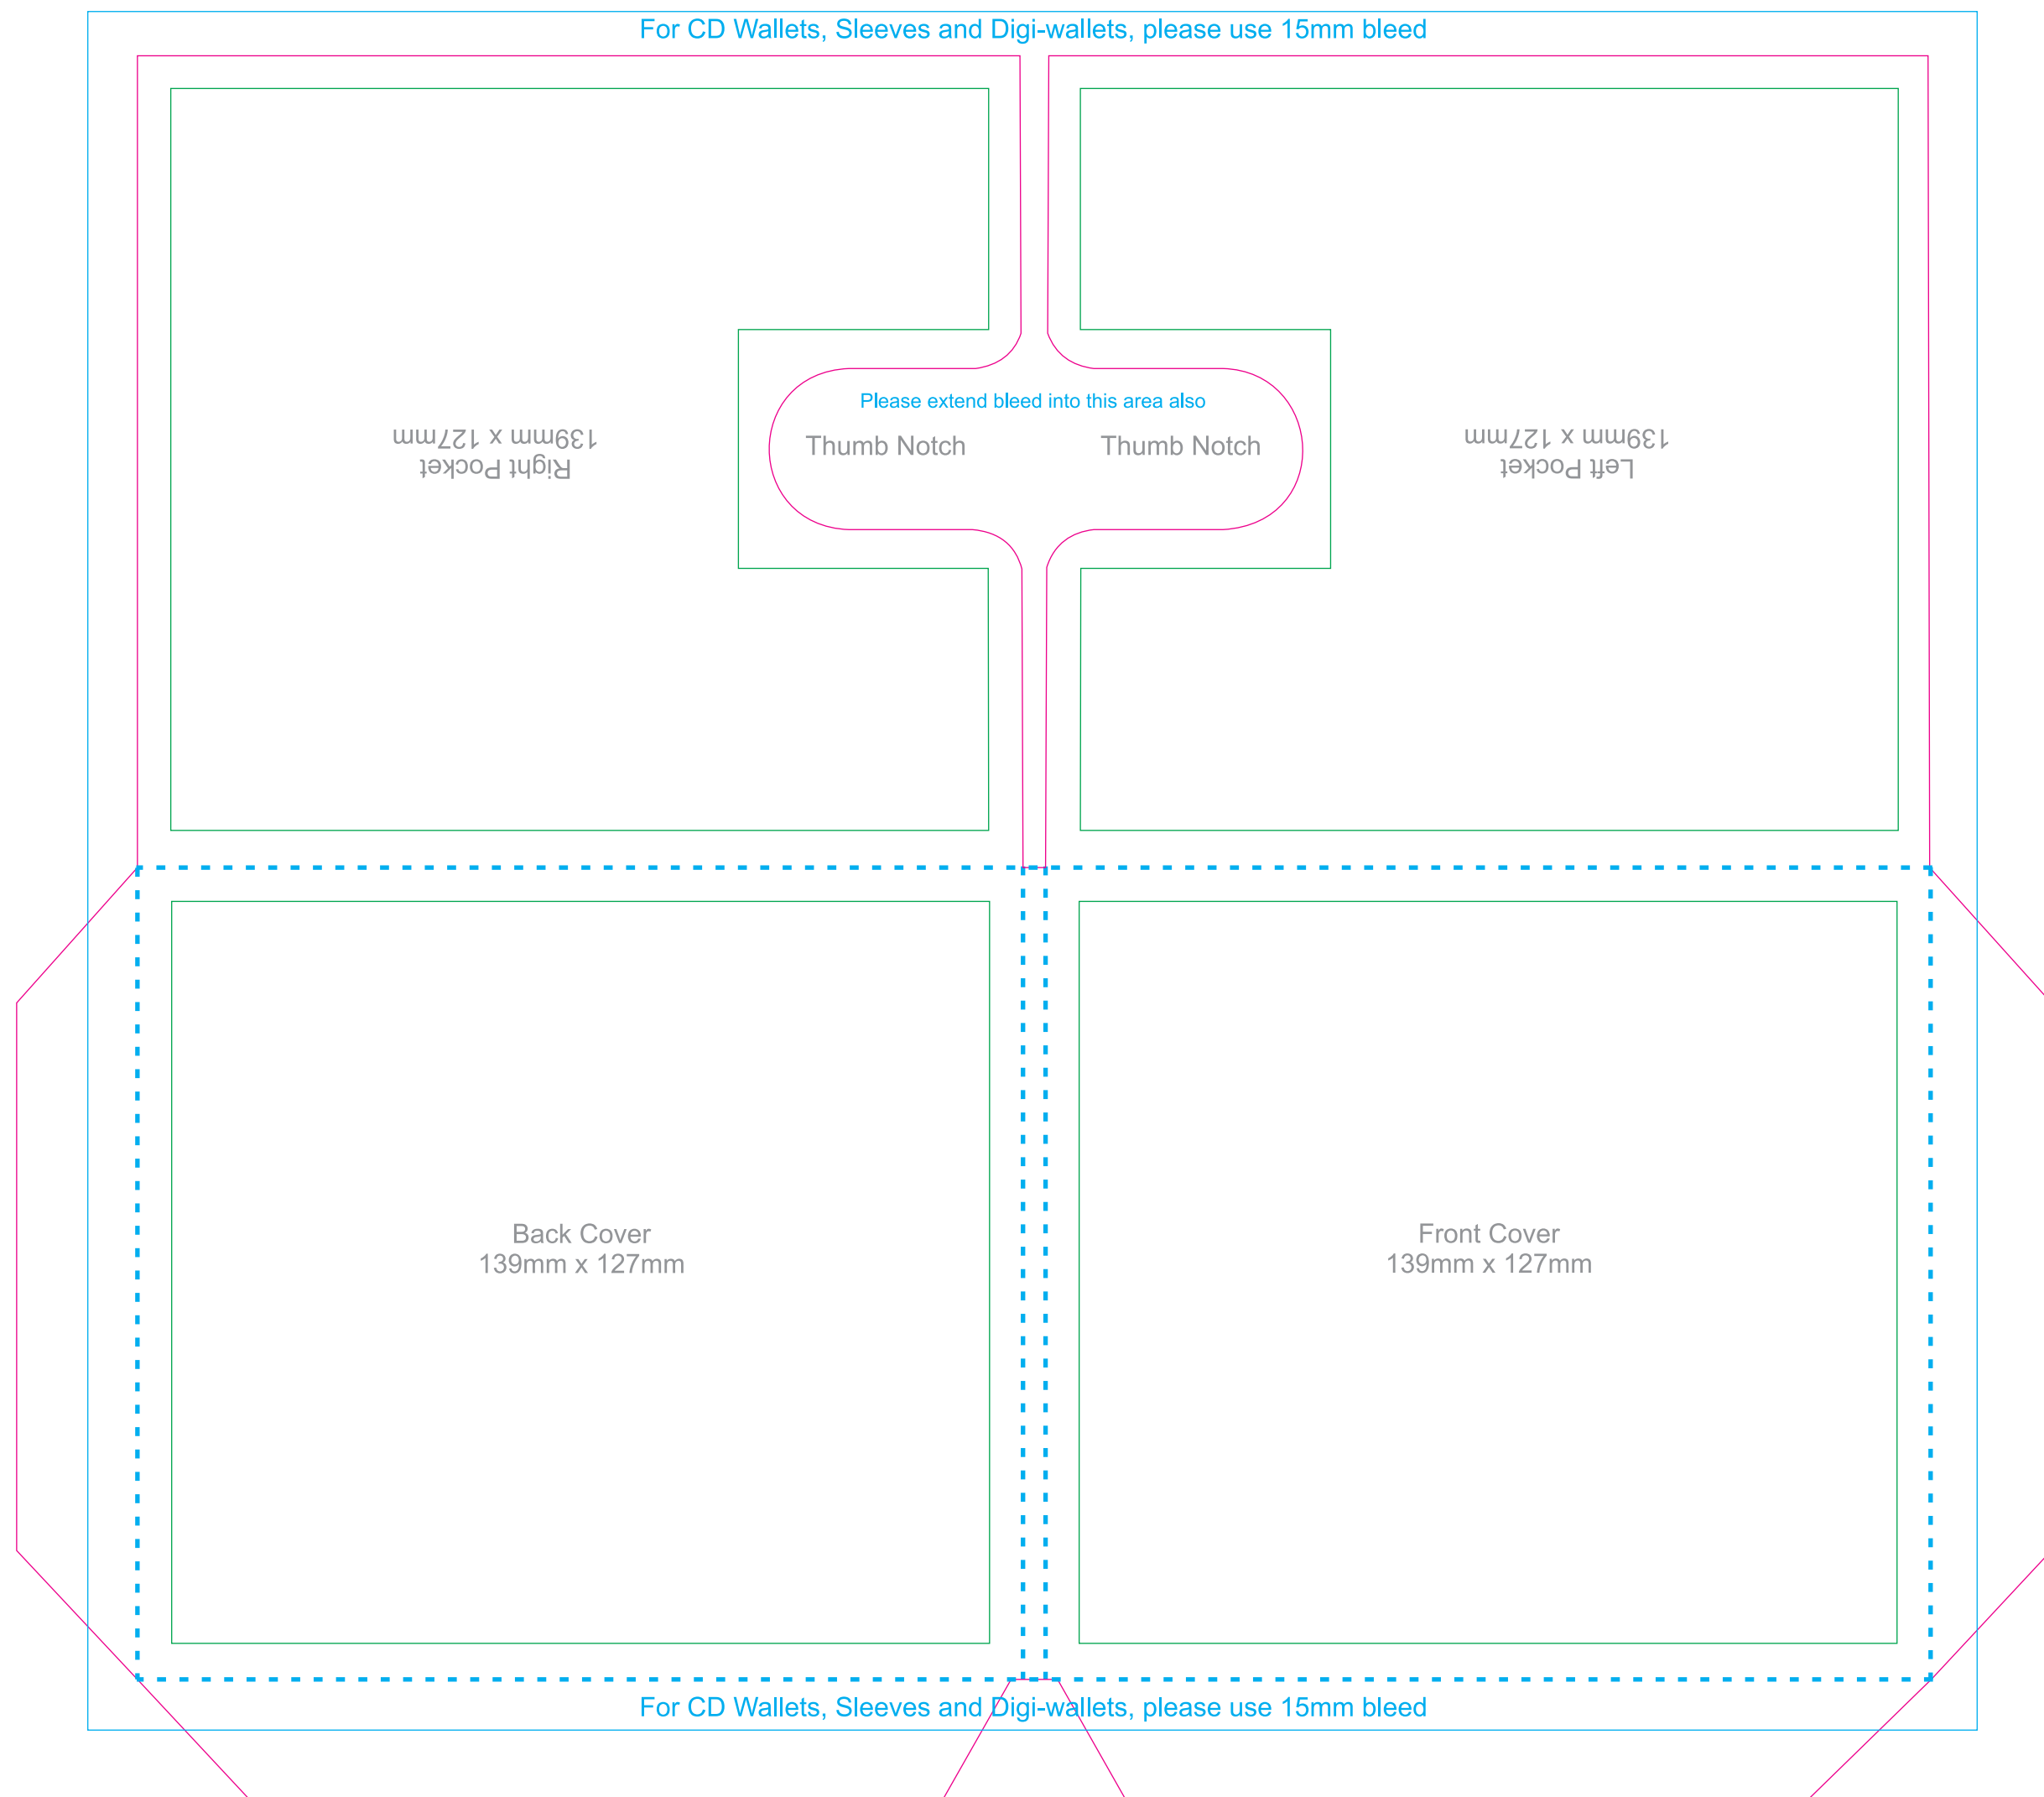 For CD Wallets, Sleeves and Digi-wallets, please use 15mm bleed
Please extend bleed into this area also
Thumb Notch
Thumb Notch
Right Pocket
139mm x 127mm
Left Pocket
139mm x 127mm
Back Cover
139mm x 127mm
Front Cover
139mm x 127mm
For CD Wallets, Sleeves and Digi-wallets, please use 15mm bleed